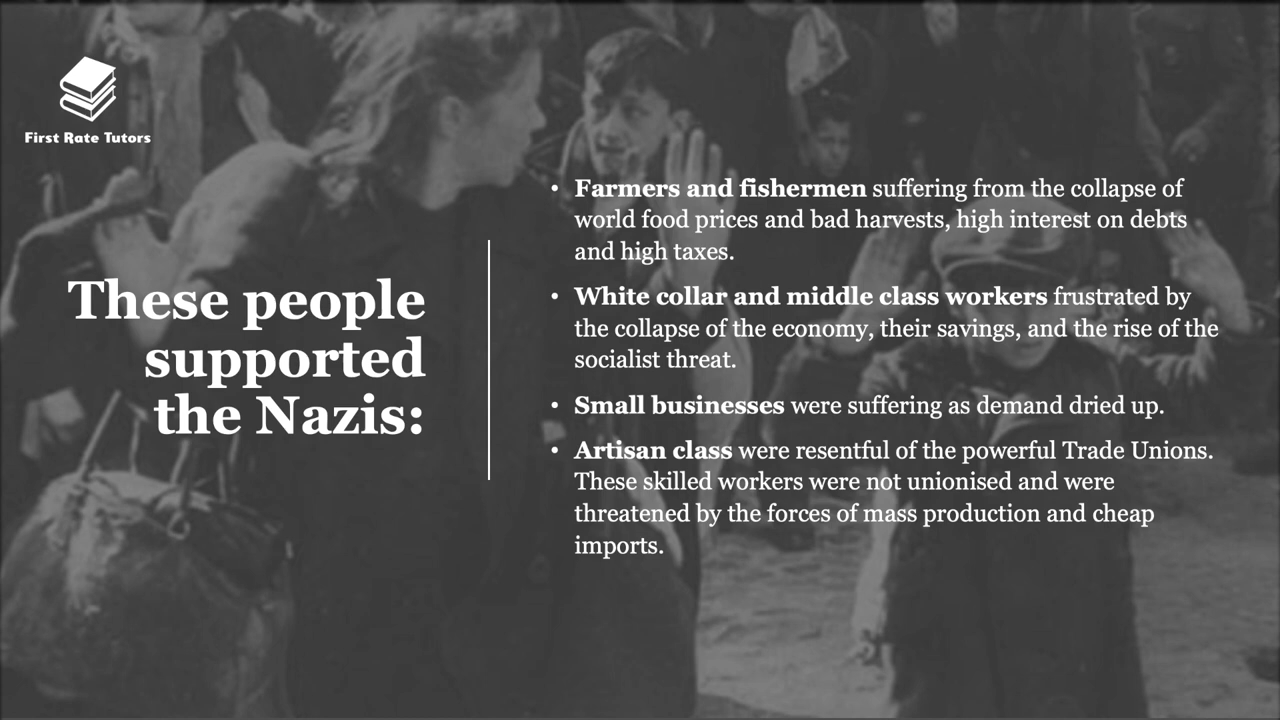 First Rate Tutors
These people
supported
the Nazis:
• Farmers and fishermen suffering from the collapse of
world food prices and bad harvests, high interest on debts
and high taxes.
• White collar and middle class workers frustrated by
the collapse of the economy, their savings, and the rise of the
socialist threat.
• Small businesses were suffering as demand dried up.
• Artisan class were resentful of the powerful Trade Unions.
These skilled workers were not unionised and were
threatened by the forces of mass production and cheap
imports.